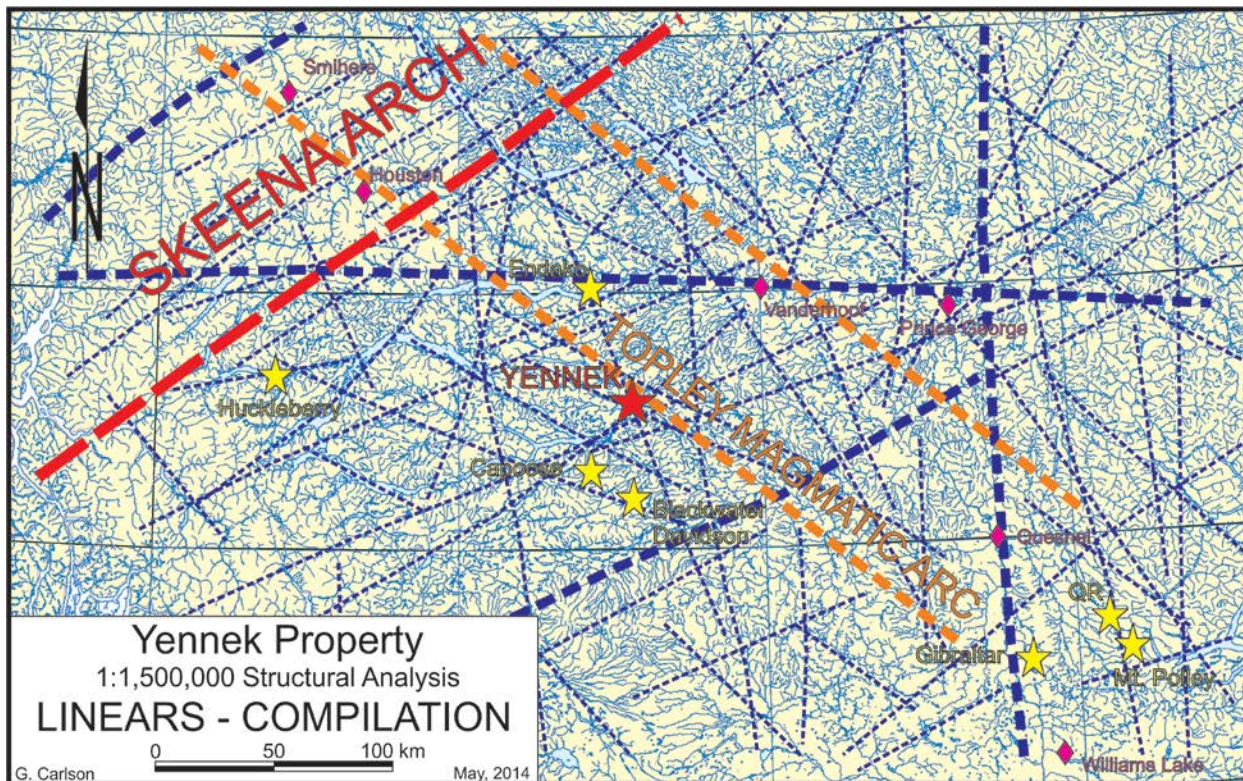 Smihers
SKEENA ARCH
Houston
N
Endako
Vanderhoof
Prince George
TOPLEY MAGMATIC ARC
YENNEK
Huckleberry
Capoose
Blackwater
Davidson
Quesnel
QR
Gibraltar
Mt. Polley
Williams Lake
Yennek Property
1:1,500,000 Structural Analysis
LINEARS - COMPILATION
0 50 100 km
G. Carlson May, 2014